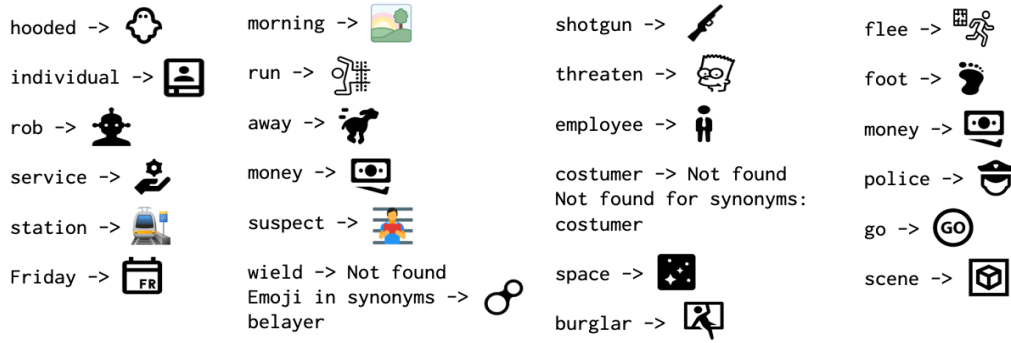 hooded ->
individual ->
rob ->
service ->
station ->
Friday ->
FR
morning ->
run ->
away ->
money ->
suspect ->
wield -> Not found
Emoji in synonyms ->
belayer
shotgun ->
threaten ->
employee ->
costumer -> Not found
Not found for synonyms:
costumer
space ->
burglar ->
flee ->
foot ->
money ->
police ->
go ->
GO
scene ->